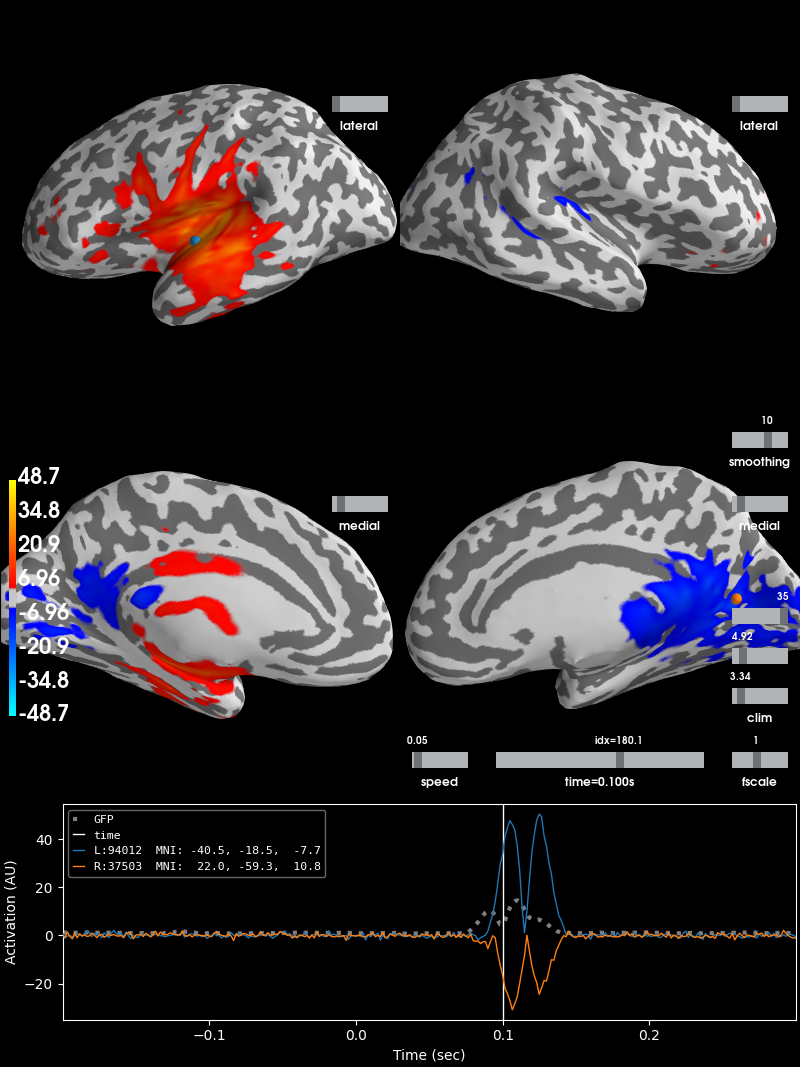 lateral
lateral
10
smoothing
48.7
34.8
20.9
6.96
-6.96
-20.9
-34.8
-48.7
medial
medial
35
4.92
3.34
clim
0.05
speed
idx=180.1
time=0.100s
1
fscale
GFP
time
L:94012 MNI: -40.5, -18.5, -7.7
R:37503 MNI: 22.0, -59.3, 10.8
Activation (AU)
40
20
0
−20
−0.1
0.0
0.1
0.2
Time (sec)